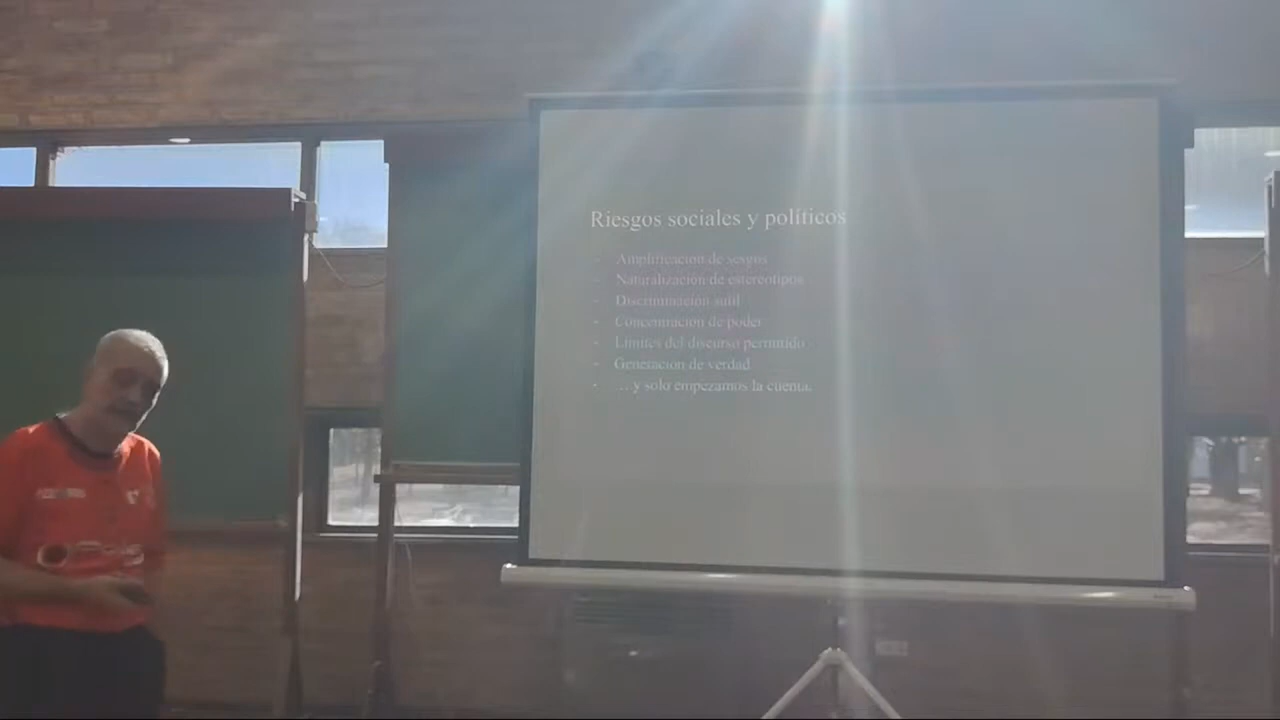 Riesgos sociales y políticos
- Amplificación de sesgos
- Naturalización de estereotipos
- Discriminación sutil
- Concentración de poder
- Límites del discurso permitido
- Generación de verdad
- … y solo empezamos la cuenta.